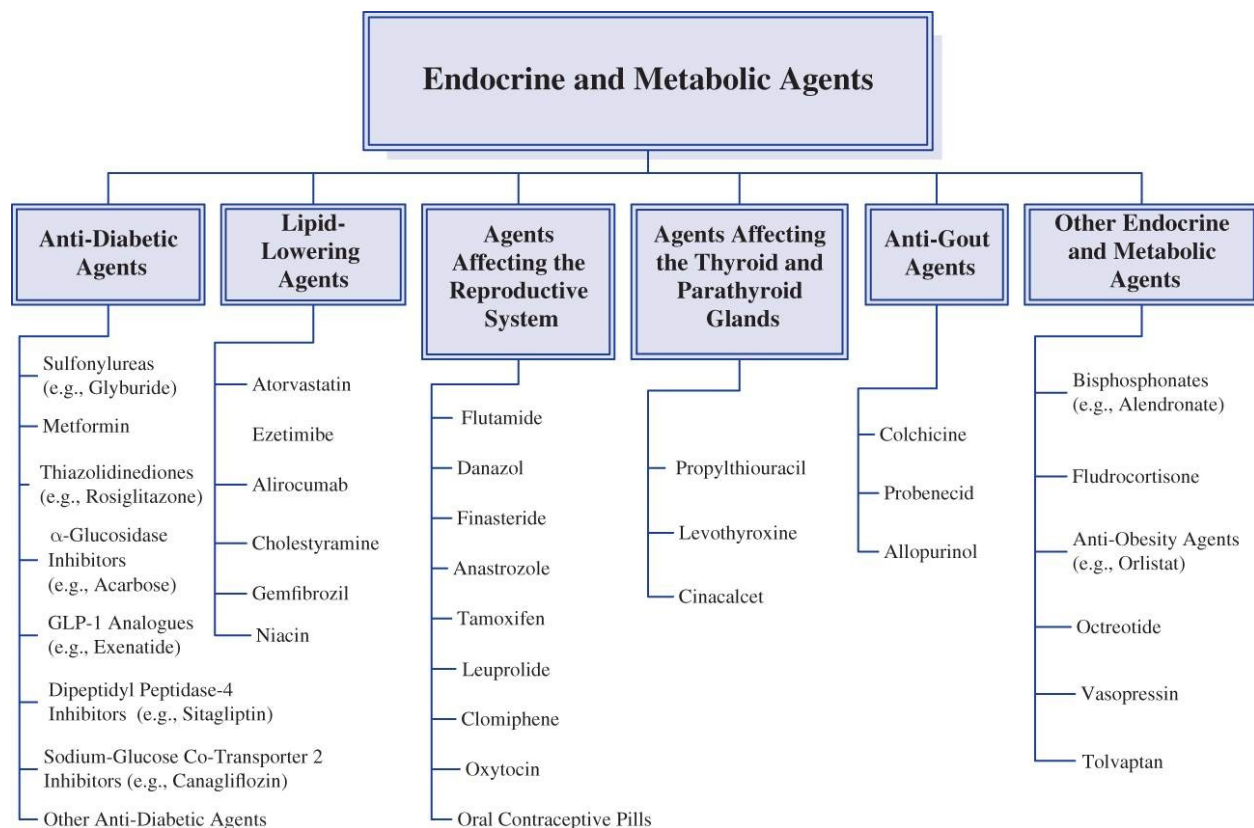 Endocrine and Metabolic Agents
Anti-Diabetic
Agents
Sulfonylureas
(e.g., Glyburide)
Metformin
Thiazolidinediones
(e.g., Rosiglitazone)
α-Glucosidase
Inhibitors
(e.g., Acarbose)
GLP-1 Analogues
(e.g., Exenatide)
Dipeptidyl Peptidase-4
Inhibitors (e.g., Sitagliptin)
Sodium-Glucose Co-Transporter 2
Inhibitors (e.g., Canagliflozin)
Other Anti-Diabetic Agents
Lipid-
Lowering
Agents
Atorvastatin
Ezetimibe
Alirocumab
Cholestyramine
Gemfibrozil
Niacin
Agents
Affecting the
Reproductive
System
Flutamide
Danazol
Finasteride
Anastrozole
Tamoxifen
Leuprolide
Clomiphene
Oxytocin
Oral Contraceptive Pills
Agents Affecting
the Thyroid and
Parathyroid
Glands
Propylthiouracil
Levothyroxine
Cinacalcet
Anti-Gout
Agents
Colchicine
Probenecid
Allopurinol
Other Endocrine
and Metabolic
Agents
Bisphosphonates
(e.g., Alendronate)
Fludrocortisone
Anti-Obesity Agents
(e.g., Orlistat)
Octreotide
Vasopressin
Tolvaptan